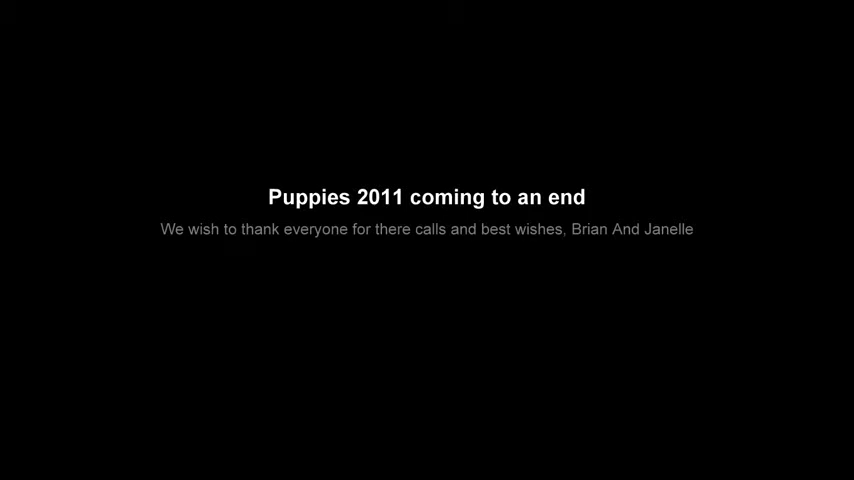 Puppies 2011 coming to an end
We wish to thank everyone for there calls and best wishes, Brian And Janelle